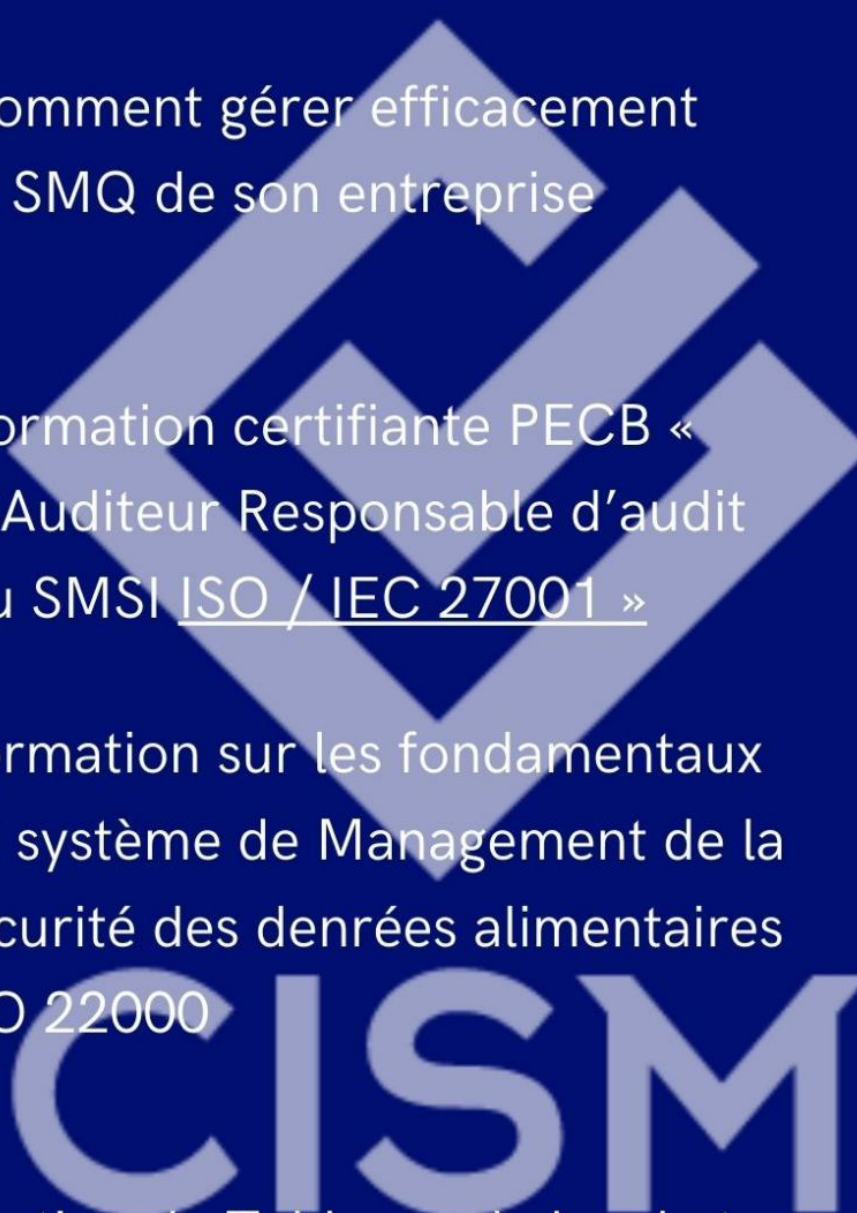 omment gérer efficacement
SMQ de son entreprise
ormation certifiante PECB «
Auditeur Responsable d’audit
u SMSI ISO / IEC 27001 »
rmation sur les fondamentaux
système de Management de la
curité des denrées alimentaires
O 22000
CISM